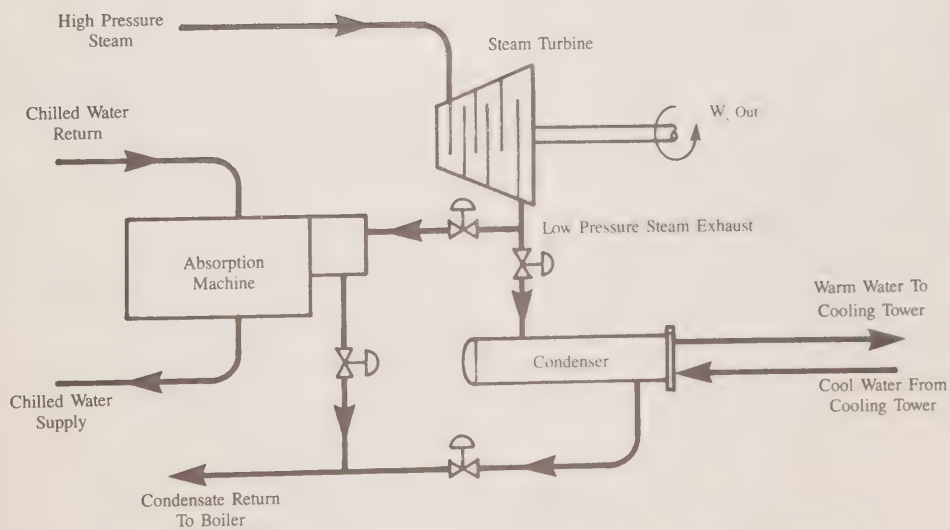 High Pressure
Steam
Steam Turbine
W, Out
Chilled Water
Return
Low Pressure Steam Exhaust
Absorption
Machine
Warm Water To
Cooling Tower
Condenser
Cool Water From
Cooling Tower
Chilled Water
Supply
Condensate Return
To Boiler